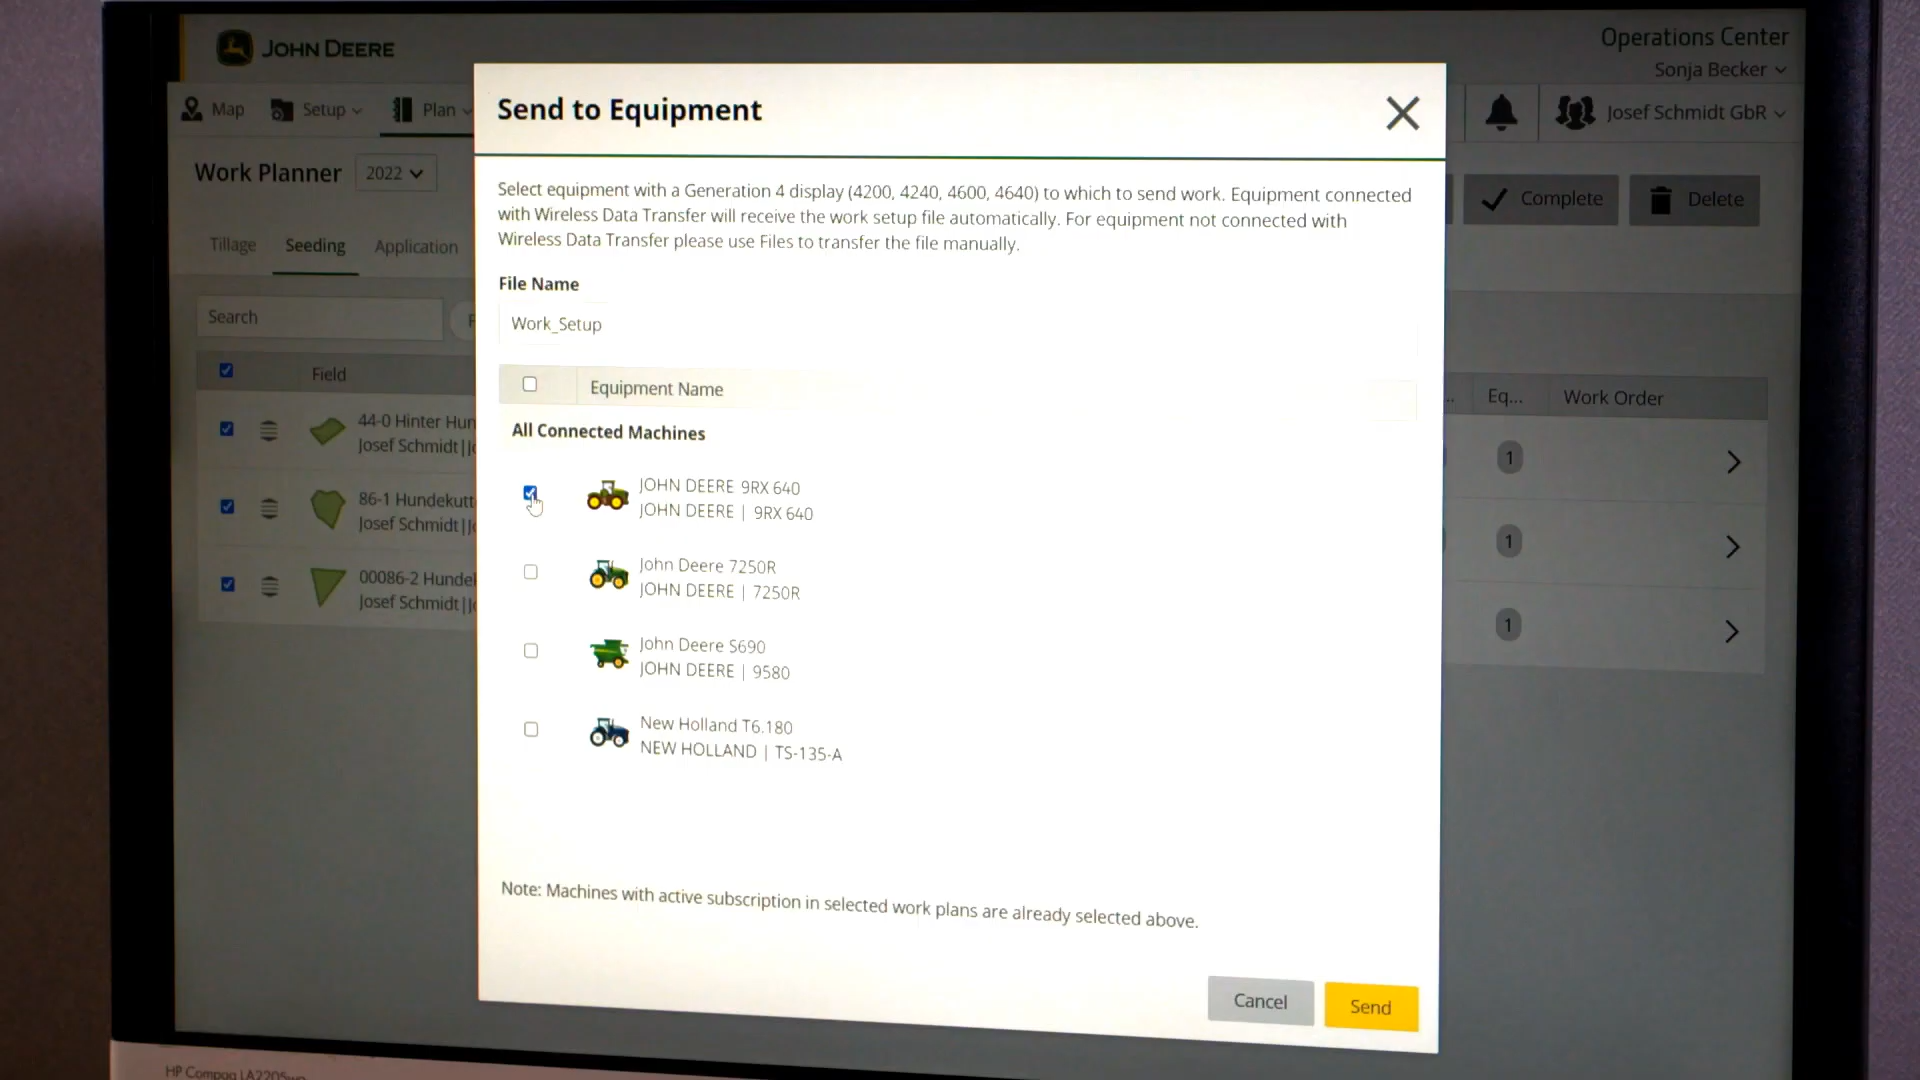 JOHN DEERE
Operations Center
Sonja Becker
Map
Setup
Plan
Josef Schmidt GbR
Work Planner
2022
Complete
Delete
Tillage
Seeding
Application
Search
Field
Eq...
Work Order
44-0 Hinter Hun
Josef Schmidt
1
86-1 Hundekutt
Josef Schmidt
1
00086-2 Hunde
Josef Schmidt
1
Send to Equipment
Select equipment with a Generation 4 display (4200, 4240, 4600, 4640) to which to send work. Equipment connected
with Wireless Data Transfer will receive the work setup file automatically. For equipment not connected with
Wireless Data Transfer please use Files to transfer the file manually.
File Name
Work_Setup
Equipment Name
All Connected Machines
JOHN DEERE 9RX 640
JOHN DEERE | 9RX 640
John Deere 7250R
JOHN DEERE | 7250R
John Deere S690
JOHN DEERE | 9580
New Holland T6.180
NEW HOLLAND | TS-135-A
Note: Machines with active subscription in selected work plans are already selected above.
Cancel
Send
HP Compaq